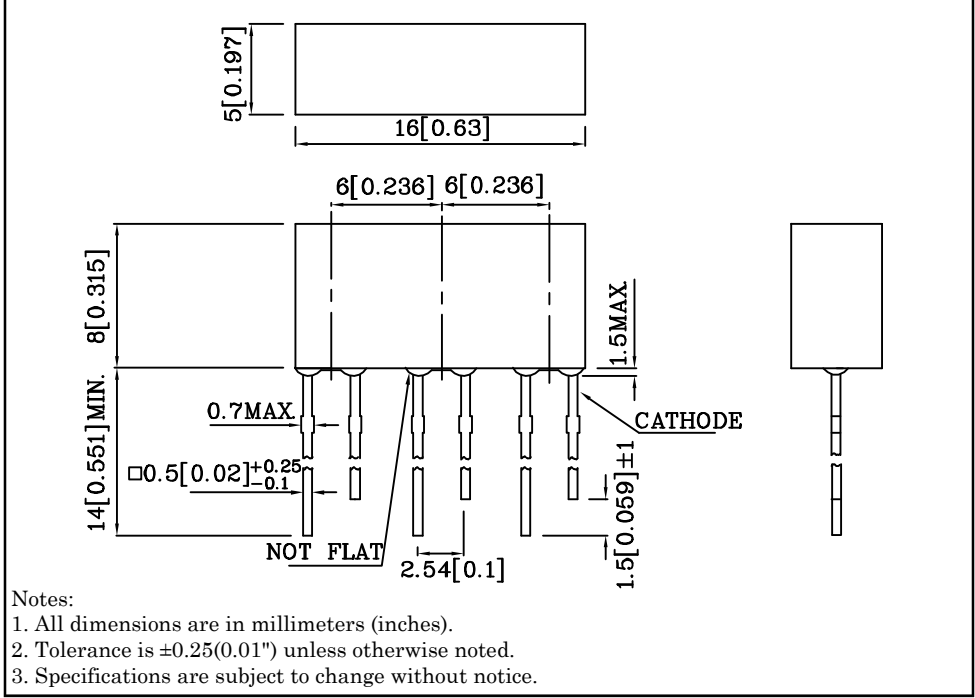 5[0.197]
16[0.63]
6[0.236] 6[0.236]
8[0.315]
1.5MAX.
14[0.551]MIN.
0.7MAX.
CATHODE
□0.5[0.02]+0.25 -0.1
1.5[0.059]±1
NOT FLAT
2.54[0.1]
Notes:
1. All dimensions are in millimeters (inches).
2. Tolerance is ±0.25(0.01") unless otherwise noted.
3. Specifications are subject to change without notice.